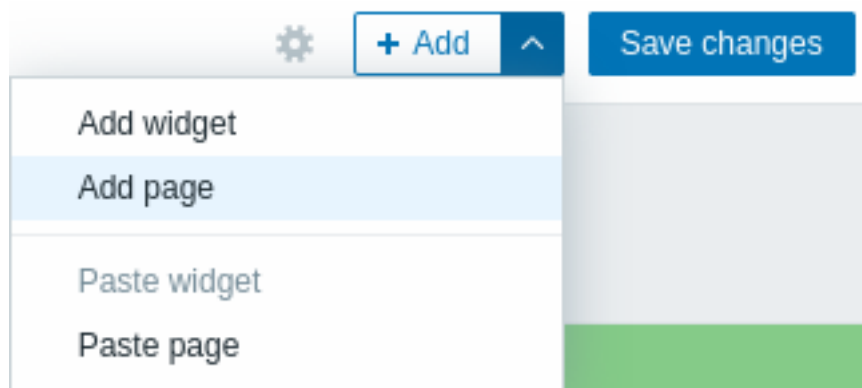 + Add
Save changes
Add widget
Add page
Paste widget
Paste page